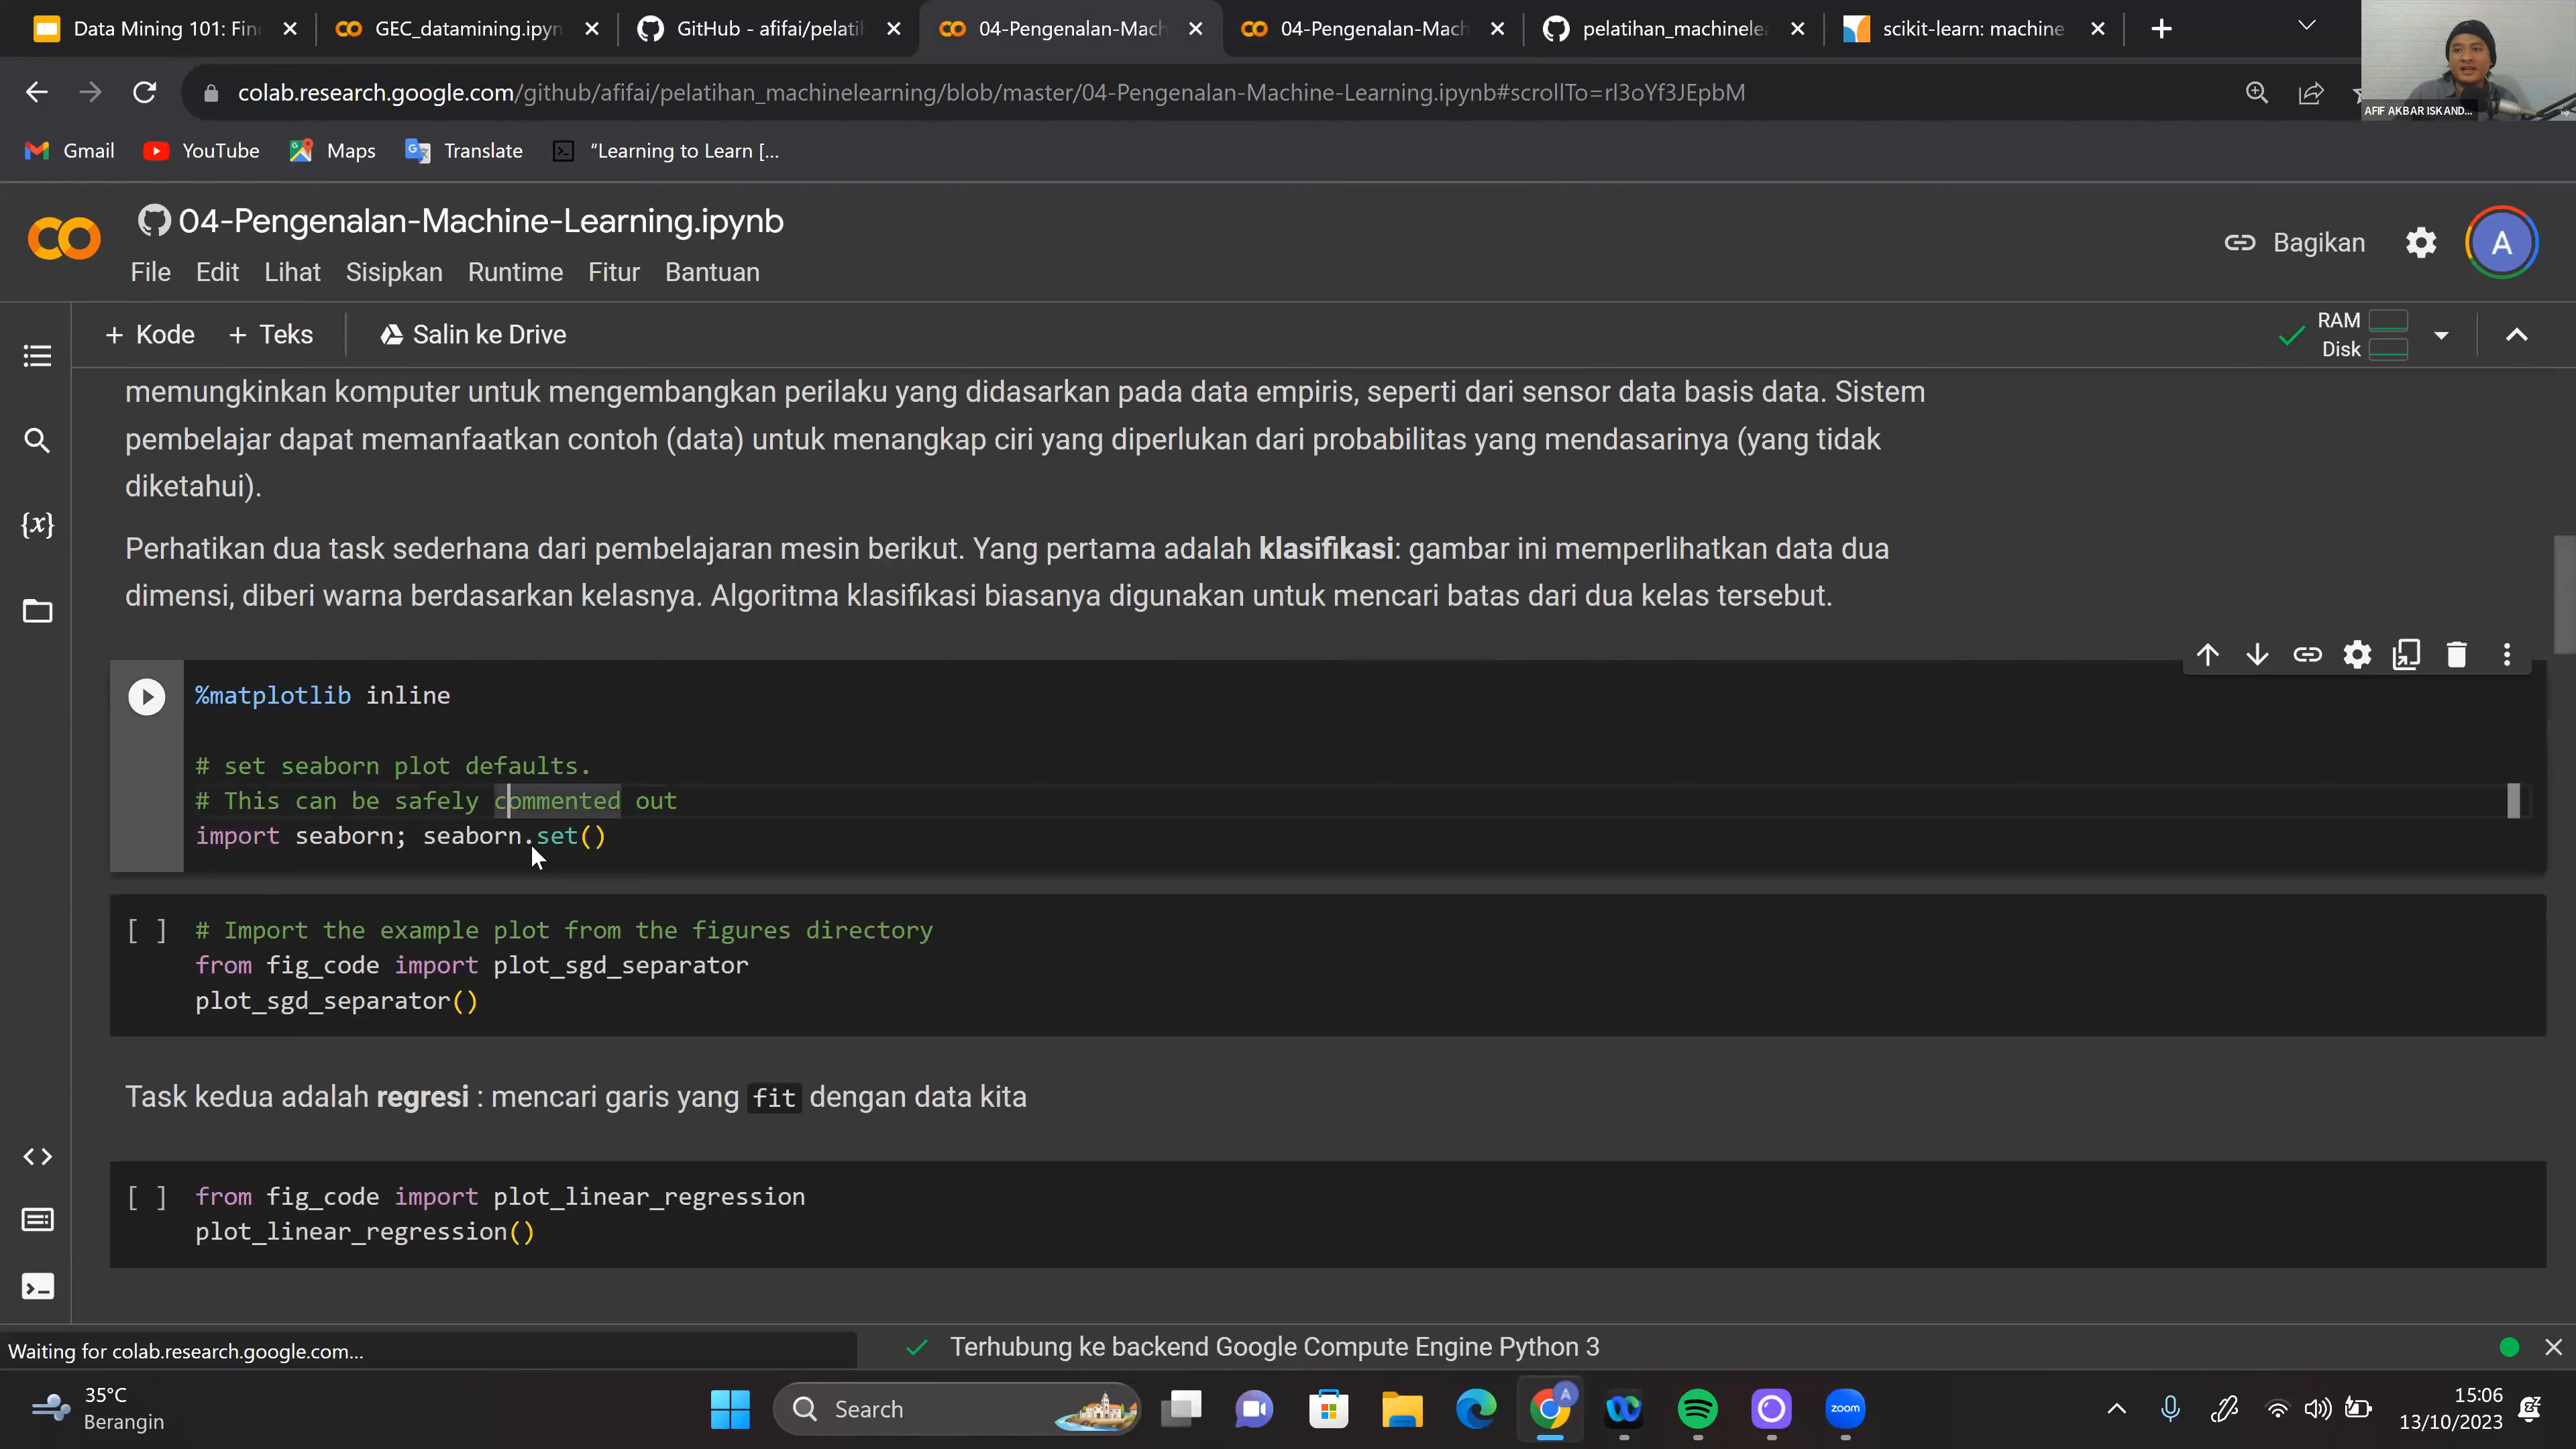 Data Mining 101: Fin
GEC_datamining.ipyn
GitHub - afifai/pelati
04-Pengenalan-Mach
04-Pengenalan-Mach
pelatihan_machinelea
scikit-learn: machine
colab.research.google.com/github/afifai/pelatihan_machinelearning/blob/master/04-Pengenalan-Machine-Learning.ipynb#scrollTo=rl3oYf3JEpbM
AFIF AKBAR ISKAND...
Gmail
YouTube
Maps
Translate
“Learning to Learn [...
04-Pengenalan-Machine-Learning.ipynb
Bagikan
A
File Edit Lihat Sisipkan Runtime Fitur Bantuan
+ Kode + Teks Salin ke Drive
RAM
Disk
memungkinkan komputer untuk mengembangkan perilaku yang didasarkan pada data empiris, seperti dari sensor data basis data. Sistem
pembelajar dapat memanfaatkan contoh (data) untuk menangkap ciri yang diperlukan dari probabilitas yang mendasarinya (yang tidak
diketahui).
Perhatikan dua task sederhana dari pembelajaran mesin berikut. Yang pertama adalah klasifikasi: gambar ini memperlihatkan data dua
dimensi, diberi warna berdasarkan kelasnya. Algoritma klasifikasi biasanya digunakan untuk mencari batas dari dua kelas tersebut.
%matplotlib inline
# set seaborn plot defaults.
# This can be safely commented out
import seaborn; seaborn.set()
[ ] # Import the example plot from the figures directory
from fig_code import plot_sgd_separator
plot_sgd_separator()
Task kedua adalah regresi : mencari garis yang fit dengan data kita
[ ] from fig_code import plot_linear_regression
plot_linear_regression()
Waiting for colab.research.google.com...
Terhubung ke backend Google Compute Engine Python 3
35°C
Berangin
Search
A
zoom
15:06
13/10/2023